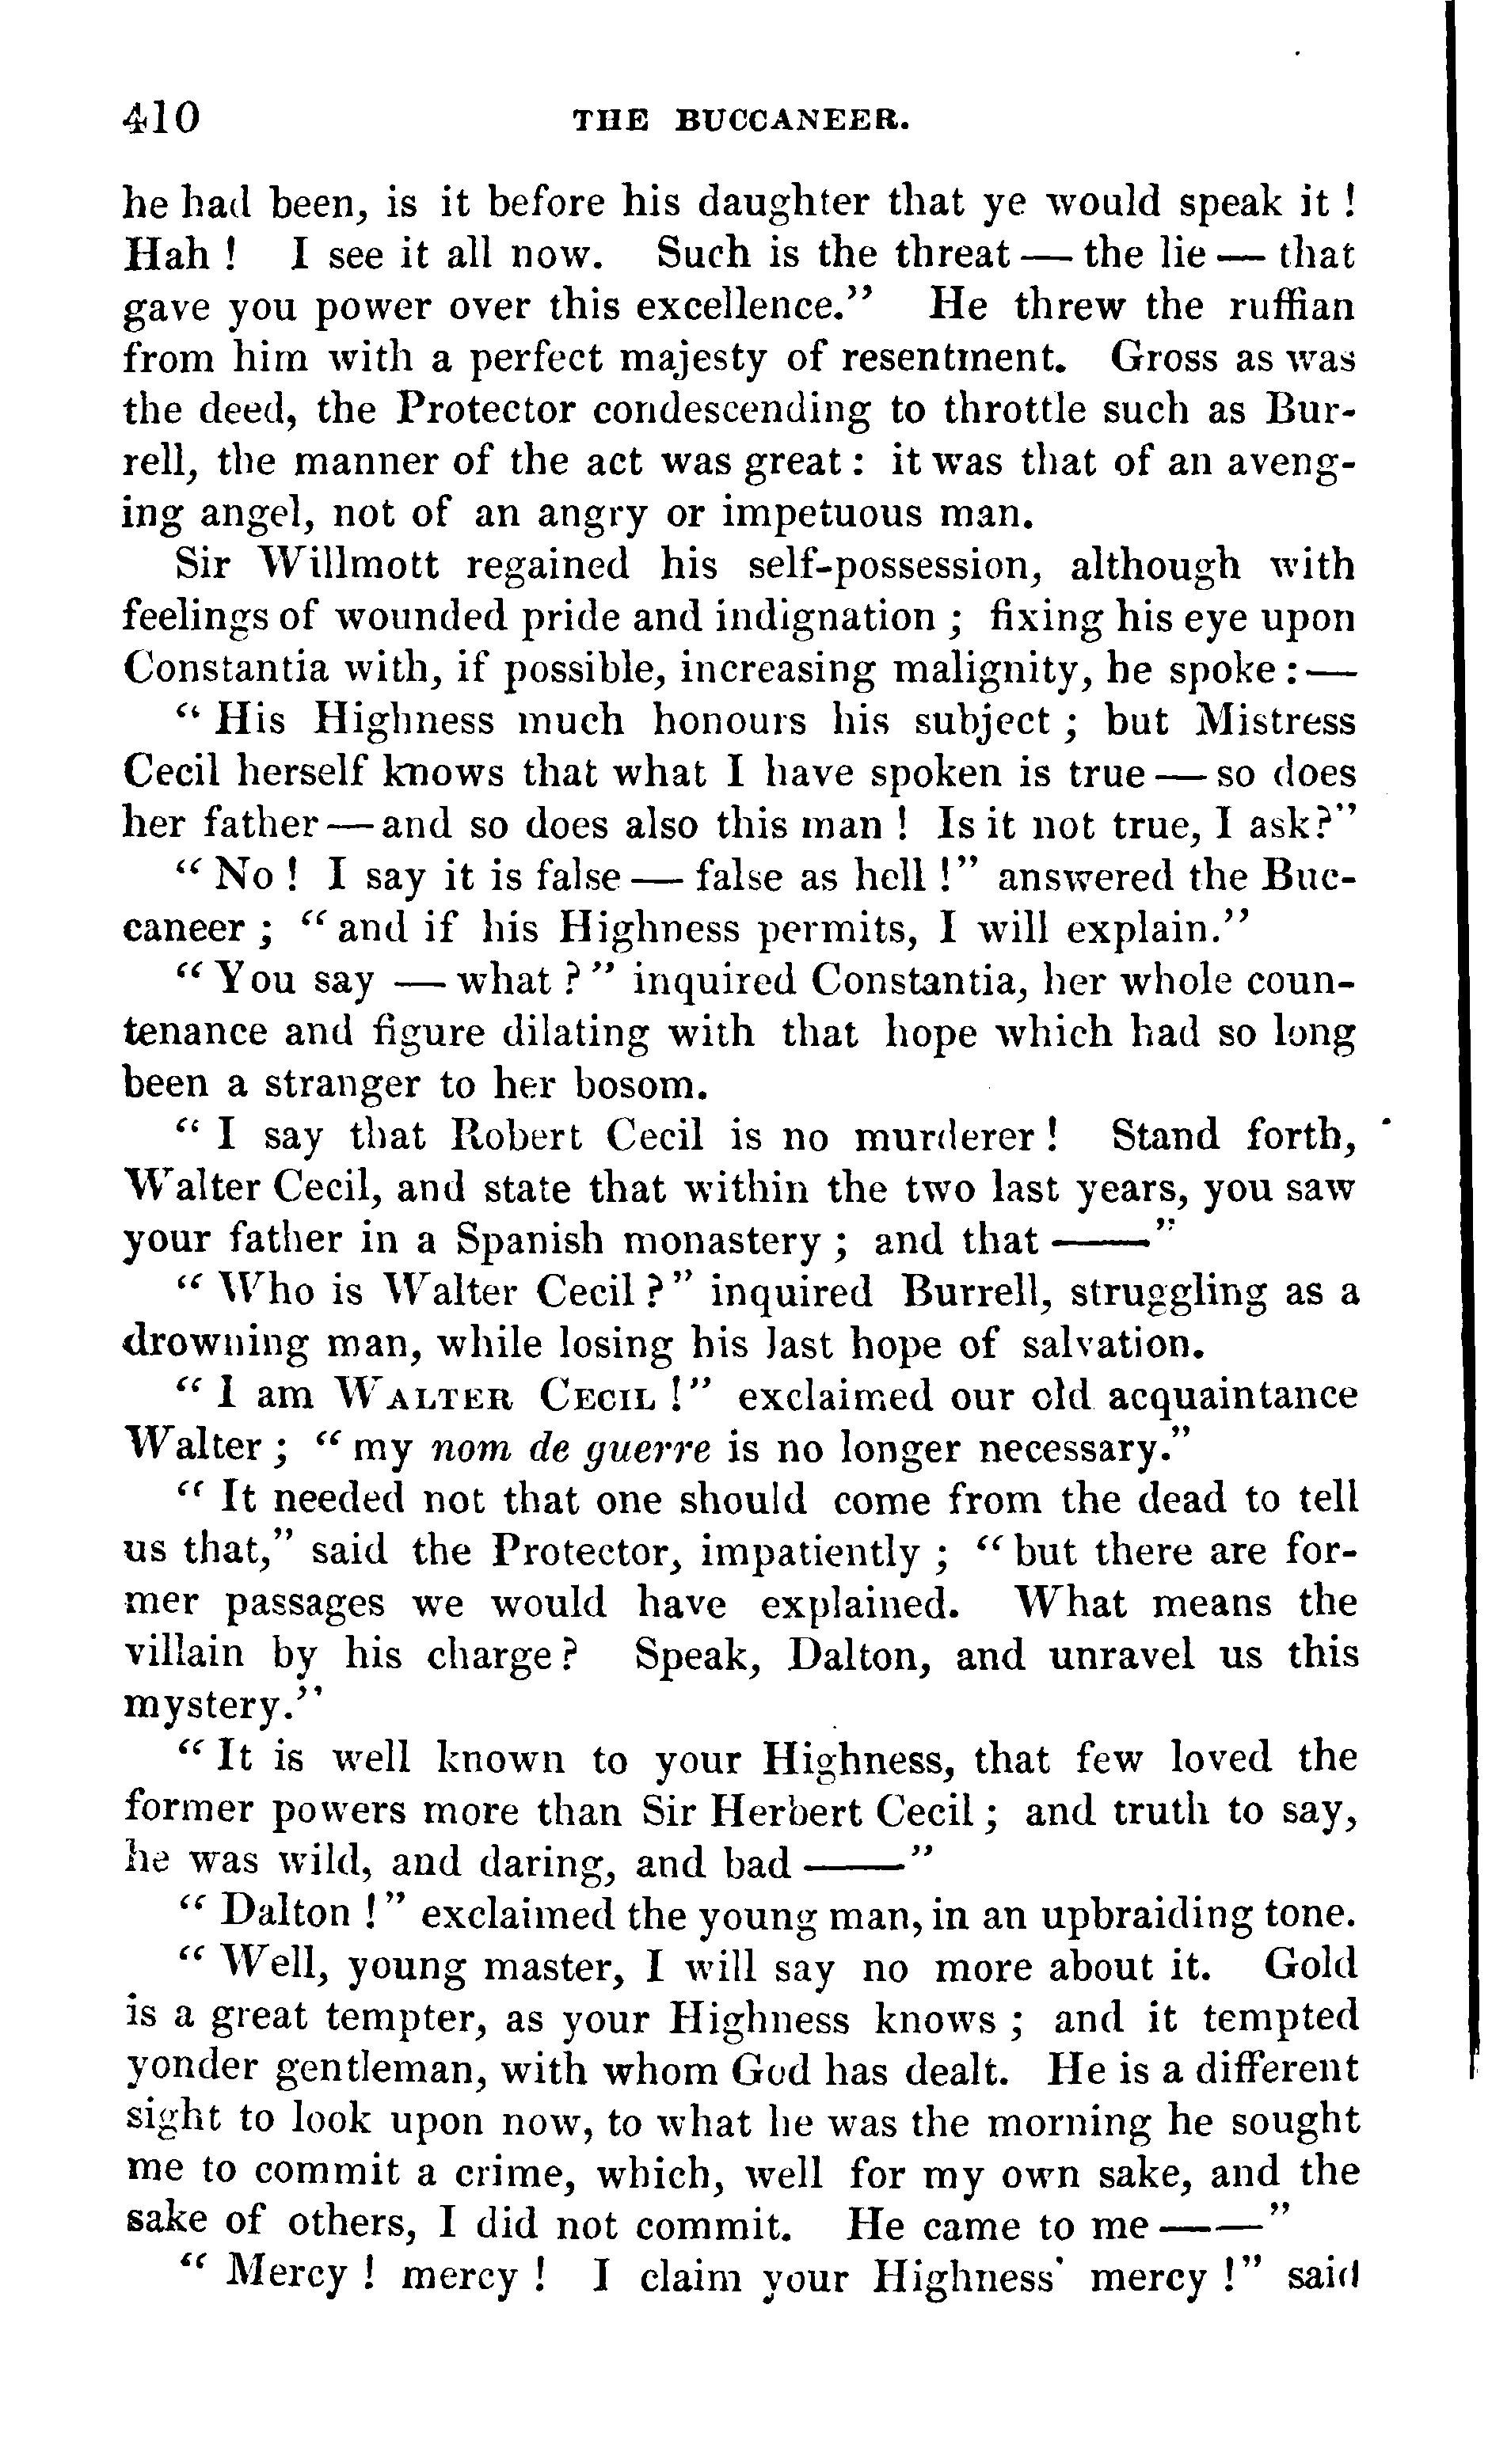 410 THE BUCCANEER.
he had been, is it before his daughter that ye would speak it !
Hah ! I see it all now. Such is the threat — the lie — that
gave you power over this excellence.” He threw the ruffian
from him with a perfect majesty of resentment. Gross as was
the deed, the Protector condescending to throttle such as Bur-
rell, the manner of the act was great : it was that of an aveng-
ing angel, not of an angry or impetuous man.
Sir Willmott regained his self-possession, although with
feelings of wounded pride and indignation ; fixing his eye upon
Constantia with, if possible, increasing malignity, he spoke : —
“ His Highness much honours his subject ; but Mistress
Cecil herself knows that what I have spoken is true — so does
her father — and so does also this man ! Is it not true, I ask?”
“ No ! I say it is false — false as hell !” answered the Buc-
caneer ; “ and if his Highness permits, I will explain.”
“ You say — what ? ” inquired Constantia, her whole coun-
tenance and figure dilating with that hope which had so long
been a stranger to her bosom.
“ I say that Robert Cecil is no murderer ! Stand forth,
Walter Cecil, and state that within the two last years, you saw
your father in a Spanish monastery ; and that ——”
“ Who is Walter Cecil ? ” inquired Burrell, struggling as a
drowning man, while losing his last hope of salvation.
“ I am WALTER CECIL !” exclaimed our old acquaintance
Walter ; “ my nom de guerre is no longer necessary.”
“ It needed not that one should come from the dead to tell
us that,” said the Protector, impatiently ; “ but there are for-
mer passages we would have explained. What means the
villain by his charge ? Speak, Dalton, and unravel us this
mystery.”
“ It is well known to your Highness, that few loved the
former powers more than Sir Herbert Cecil ; and truth to say,
he was wild, and daring, and bad ——”
“ Dalton ! ” exclaimed the young man, in an upbraiding tone.
“ Well, young master, I will say no more about it. Gold
is a great tempter, as your Highness knows ; and it tempted
yonder gentleman, with whom God has dealt. He is a different
sight to look upon now, to what he was the morning he sought
me to commit a crime, which, well for my own sake, and the
sake of others, I did not commit. He came to me ——”
“ Mercy ! mercy ! I claim your Highness' mercy !” said